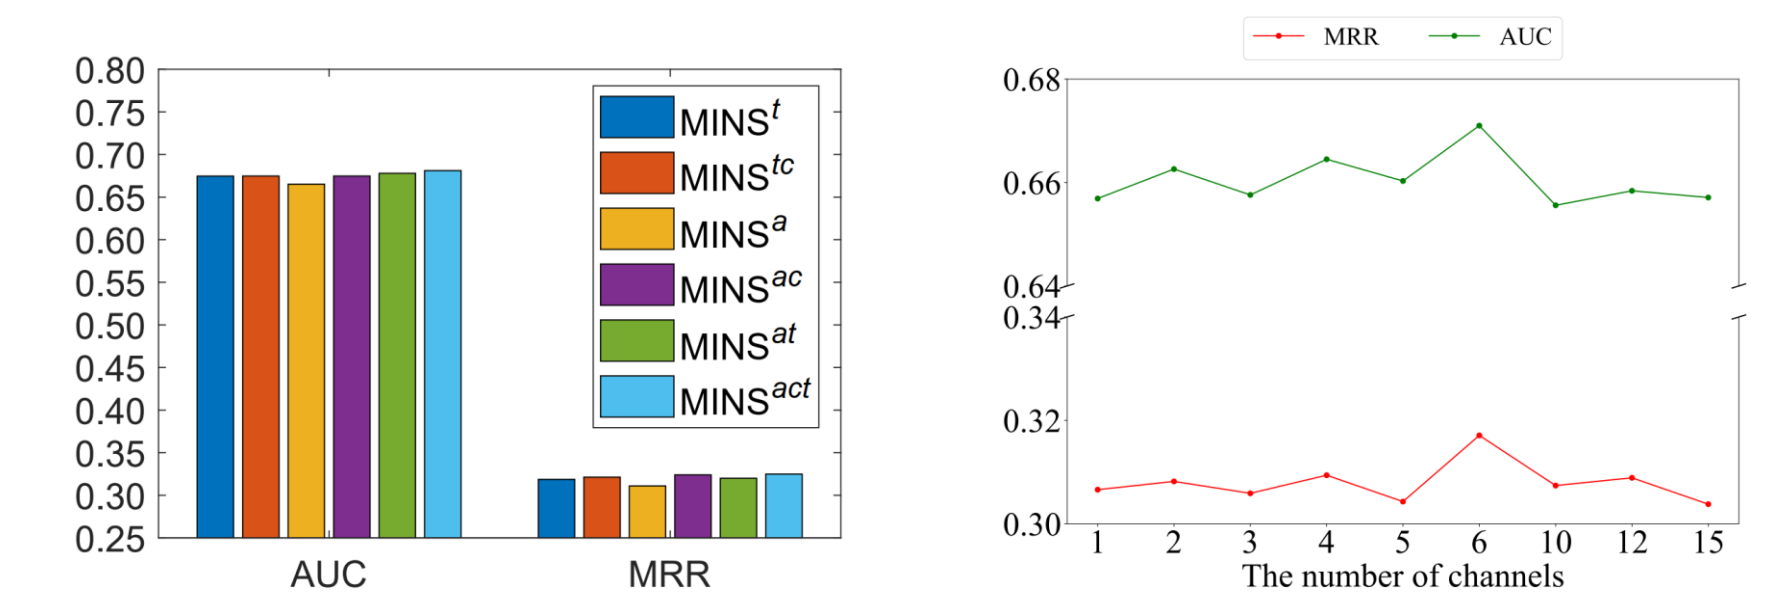 0.80
0.75
0.70
0.65
0.60
0.55
0.50
0.45
0.40
0.35
0.30
0.25
AUC MRR
MINS^t
MINS^tc
MINS^a
MINS^ac
MINS^at
MINS^act
MRR AUC
0.68
0.66
0.64
0.34
0.32
0.30
1 2 3 4 5 6 10 12 15
The number of channels